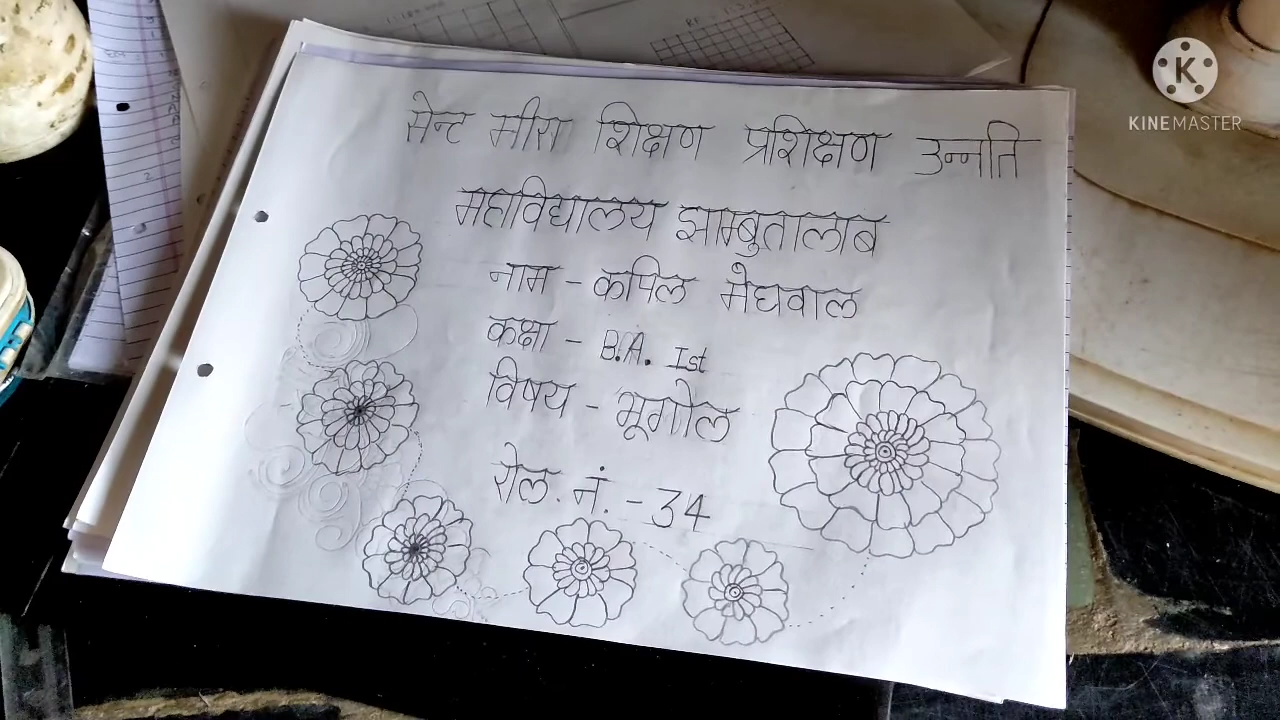 सेन्ट मीरा शिक्षण प्रशिक्षण उन्नति
महाविद्यालय झाम्बुतालाब
नाम - कपिल मेघवाल
कक्षा - B.A. Ist
विषय - भूगोल
रोल. नं. - 34
KINEMASTER